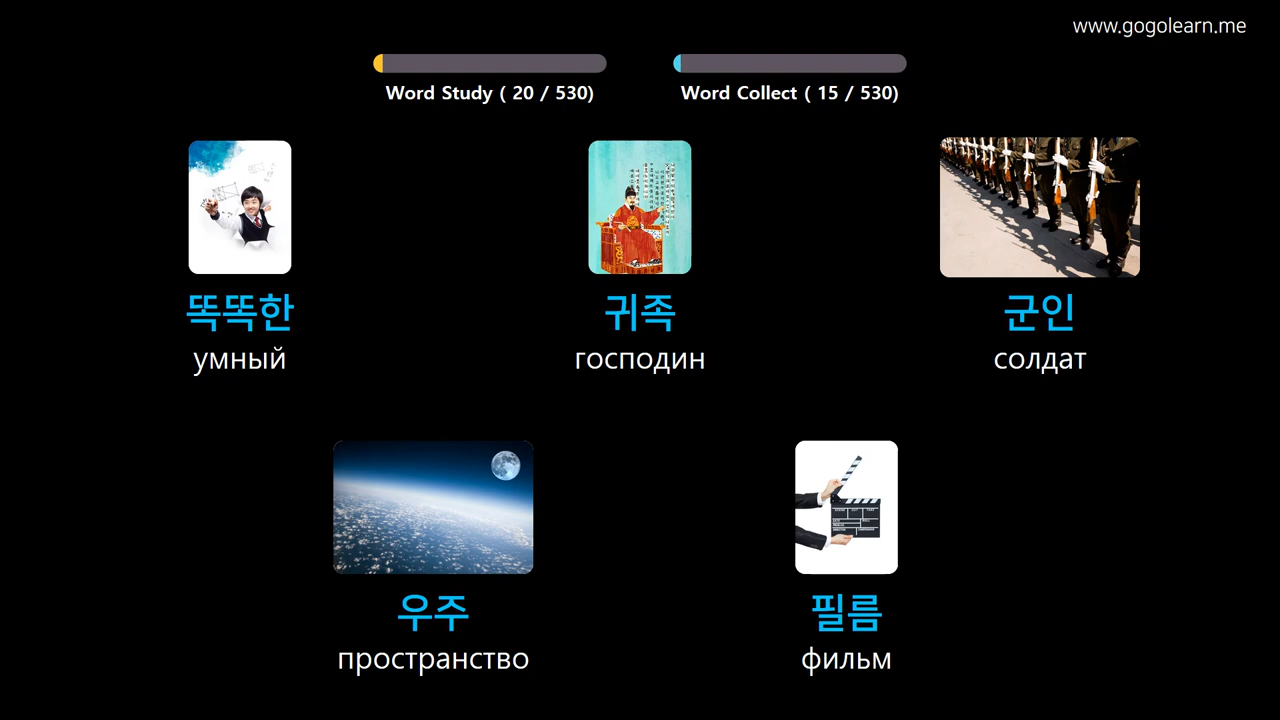 www.gogolearn.me
Word Study ( 20 / 530)
Word Collect ( 15 / 530)
똑똑한
умный
귀족
господин
군인
солдат
우주
пространство
필름
фильм